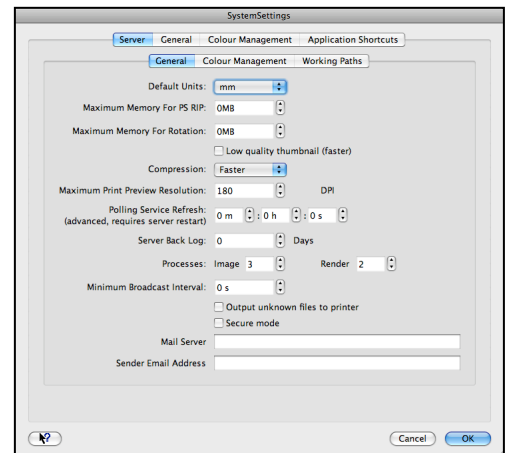 SystemSettings
Server General Colour Management Application Shortcuts
General Colour Management Working Paths
Default Units: mm
Maximum Memory For PS RIP: 0MB
Maximum Memory For Rotation: 0MB
Low quality thumbnail (faster)
Compression: Faster
Maximum Print Preview Resolution: 180 DPI
Polling Service Refresh:
(advanced, requires server restart) 0 m : 0 h : 0 s
Server Back Log: 0 Days
Processes: Image 3 Render 2
Minimum Broadcast Interval: 0 s
Output unknown files to printer
Secure mode
Mail Server
Sender Email Address
? Cancel OK